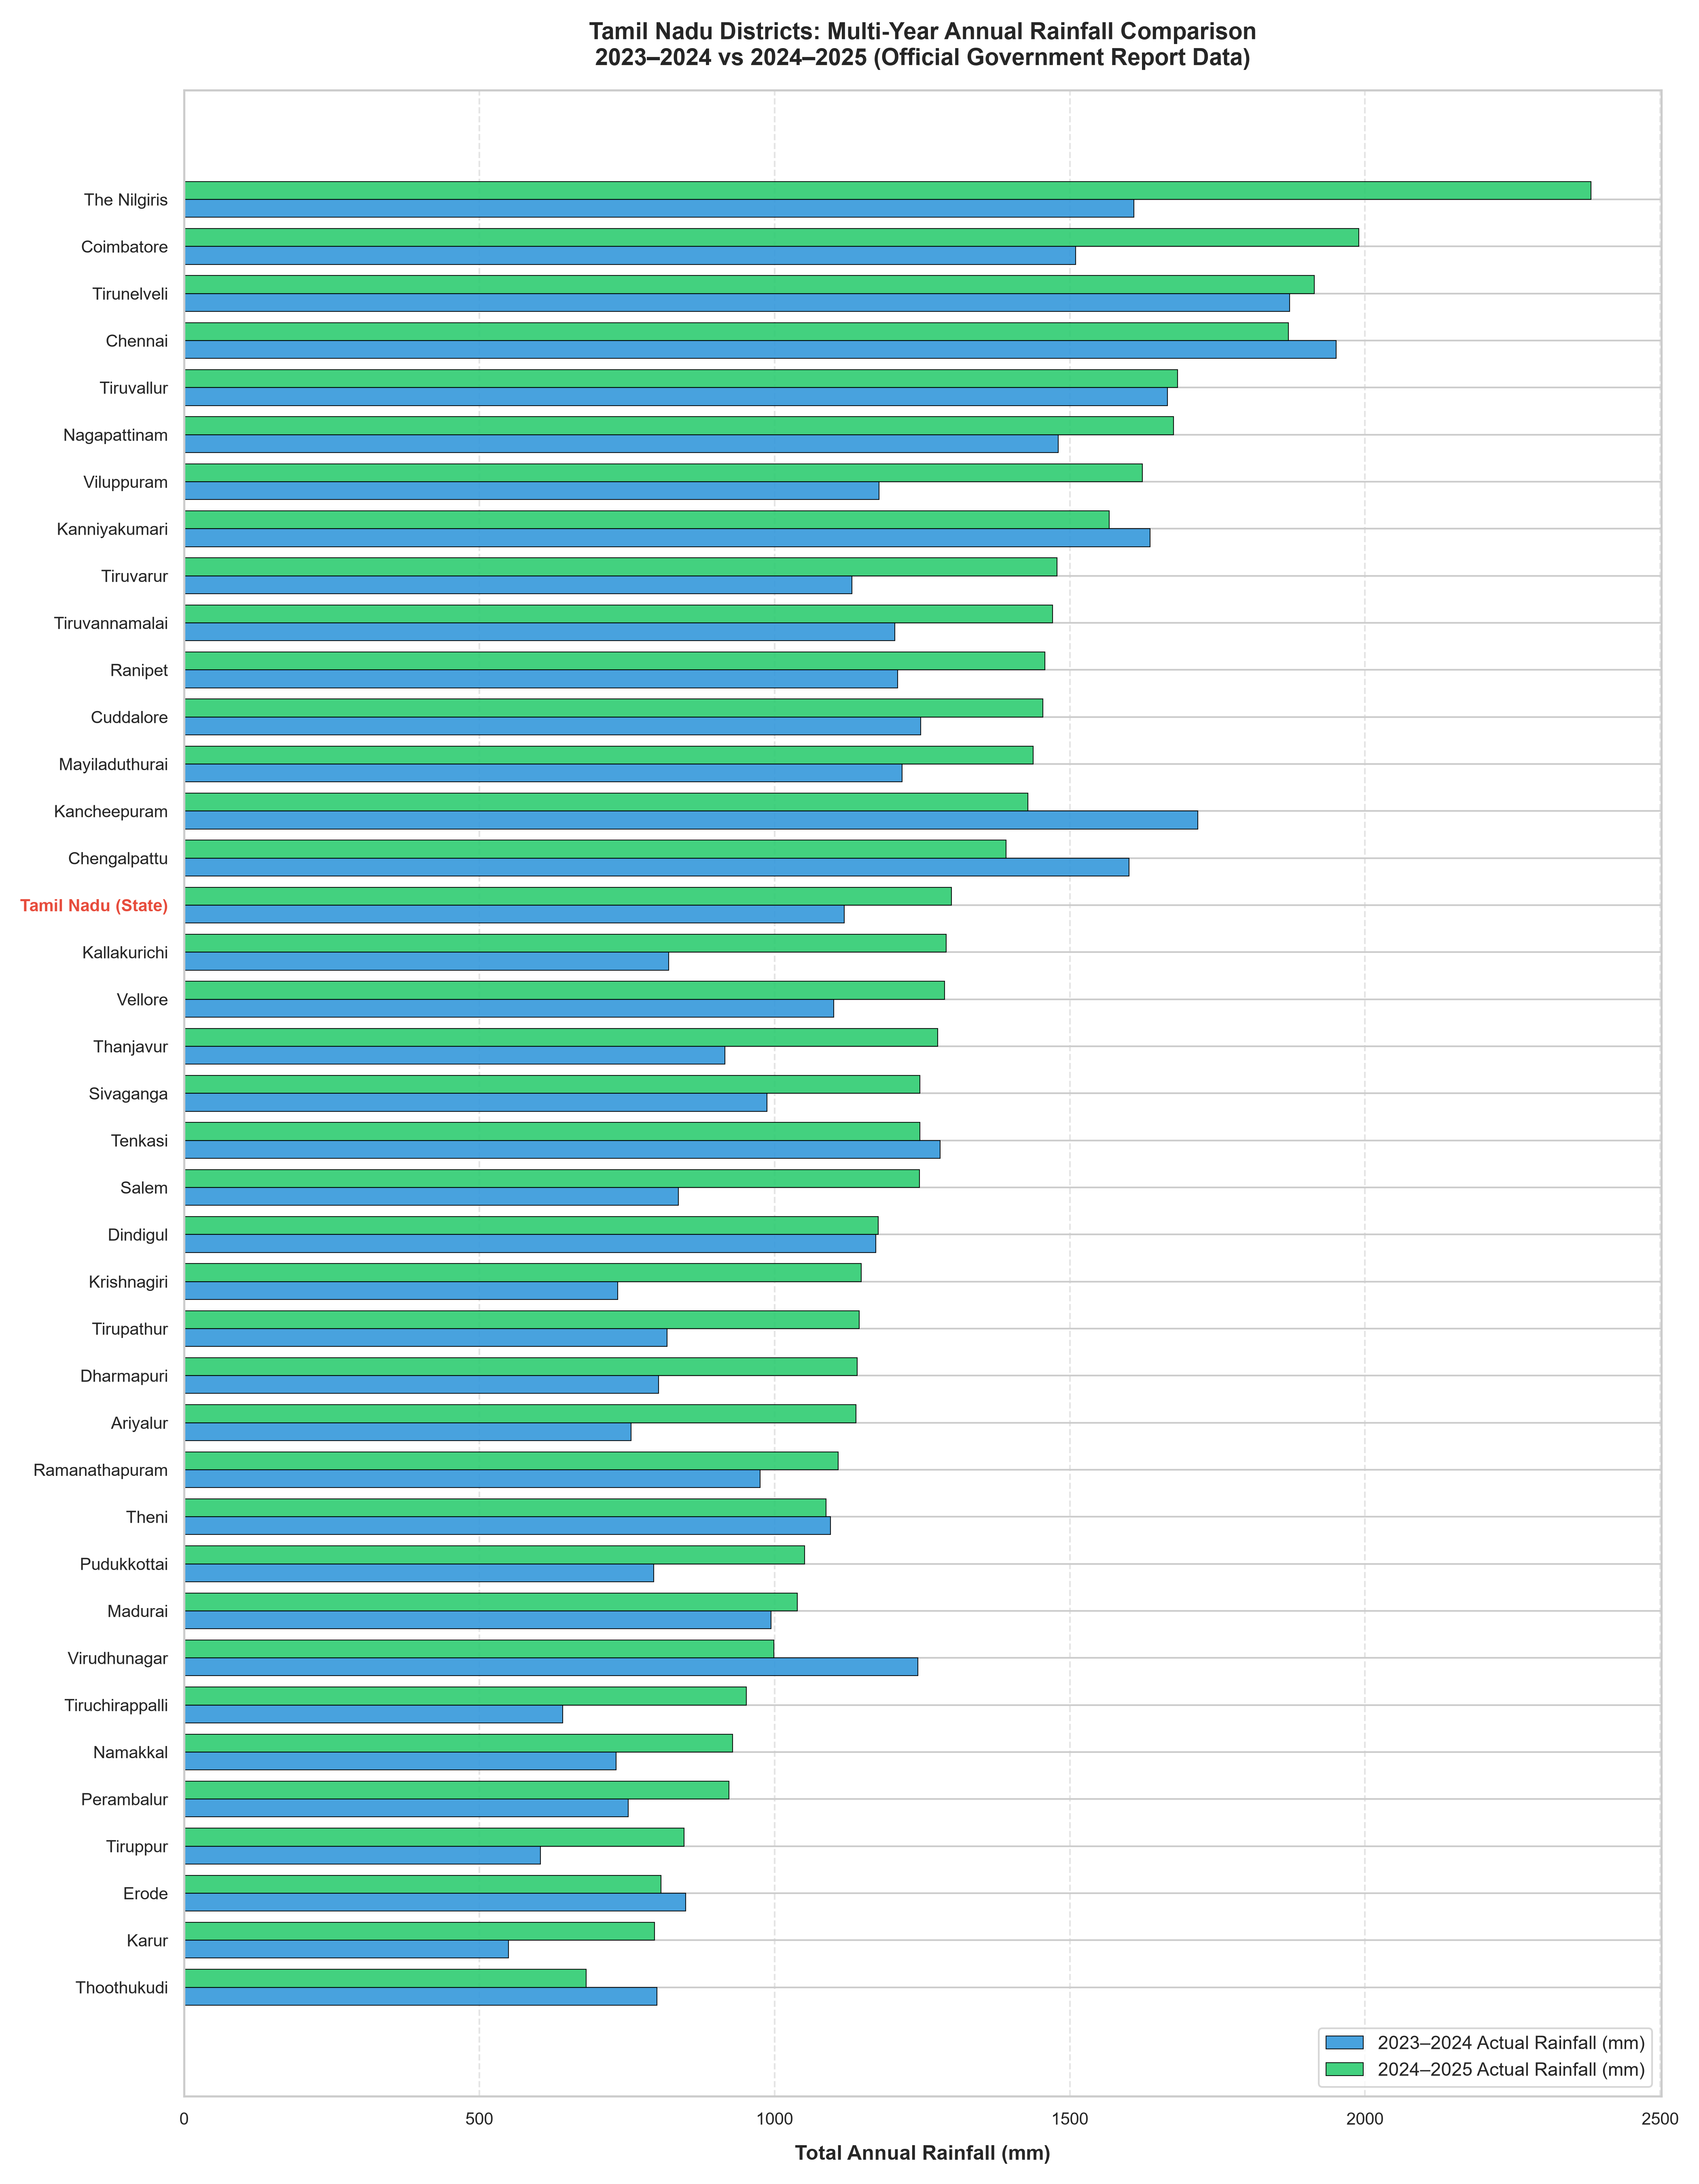 Tamil Nadu Districts: Multi-Year Annual Rainfall Comparison
2023–2024 vs 2024–2025 (Official Government Report Data)
The Nilgiris
Coimbatore
Tirunelveli
Chennai
Tiruvallur
Nagapattinam
Viluppuram
Kanniyakumari
Tiruvarur
Tiruvannamalai
Ranipet
Cuddalore
Mayiladuthurai
Kancheepuram
Chengalpattu
Tamil Nadu (State)
Kallakurichi
Vellore
Thanjavur
Sivaganga
Tenkasi
Salem
Dindigul
Krishnagiri
Tirupathur
Dharmapuri
Ariyalur
Ramanathapuram
Theni
Pudukkottai
Madurai
Virudhunagar
Tiruchirappalli
Namakkal
Perambalur
Tiruppur
Erode
Karur
Thoothukudi
2023–2024 Actual Rainfall (mm)
2024–2025 Actual Rainfall (mm)
0 500 1000 1500 2000 2500
Total Annual Rainfall (mm)